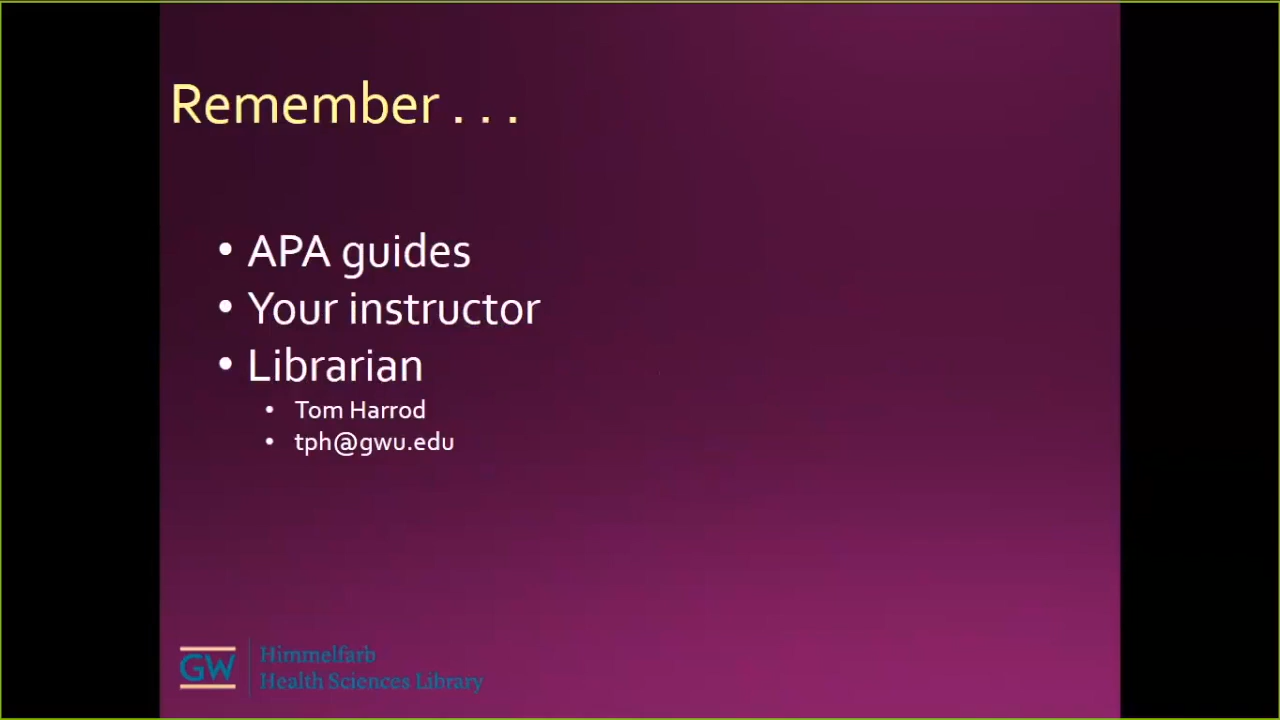 Remember . . .
• APA guides
• Your instructor
• Librarian
• Tom Harrod
• tph@gwu.edu
GW
Himmelfarb
Health Sciences Library